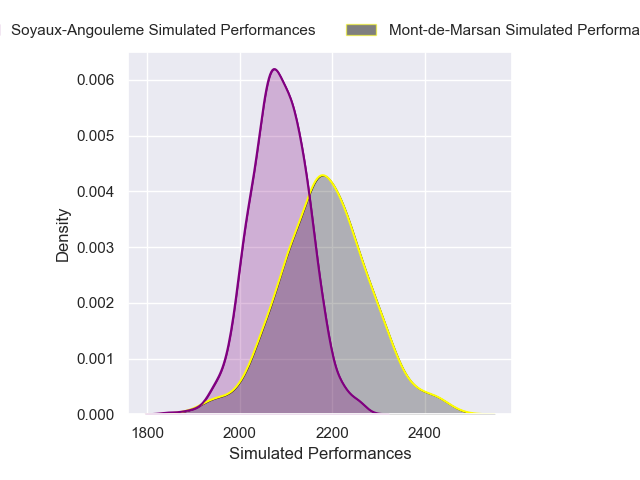 Soyaux-Angouleme Simulated Performances
Mont-de-Marsan Simulated Performa
0.006
0.005
0.004
0.003
0.002
0.001
0.000
Density
1800 2000 2200 2400
Simulated Performances